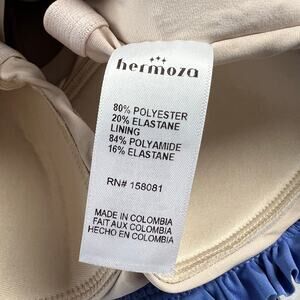 hermoza
80% POLYESTER
20% ELASTANE
LINING
84% POLYAMIDE
16% ELASTANE
RN# 158081
MADE IN COLOMBIA
FAIT AUX COLOMBIA
HECHO EN COLOMBIA